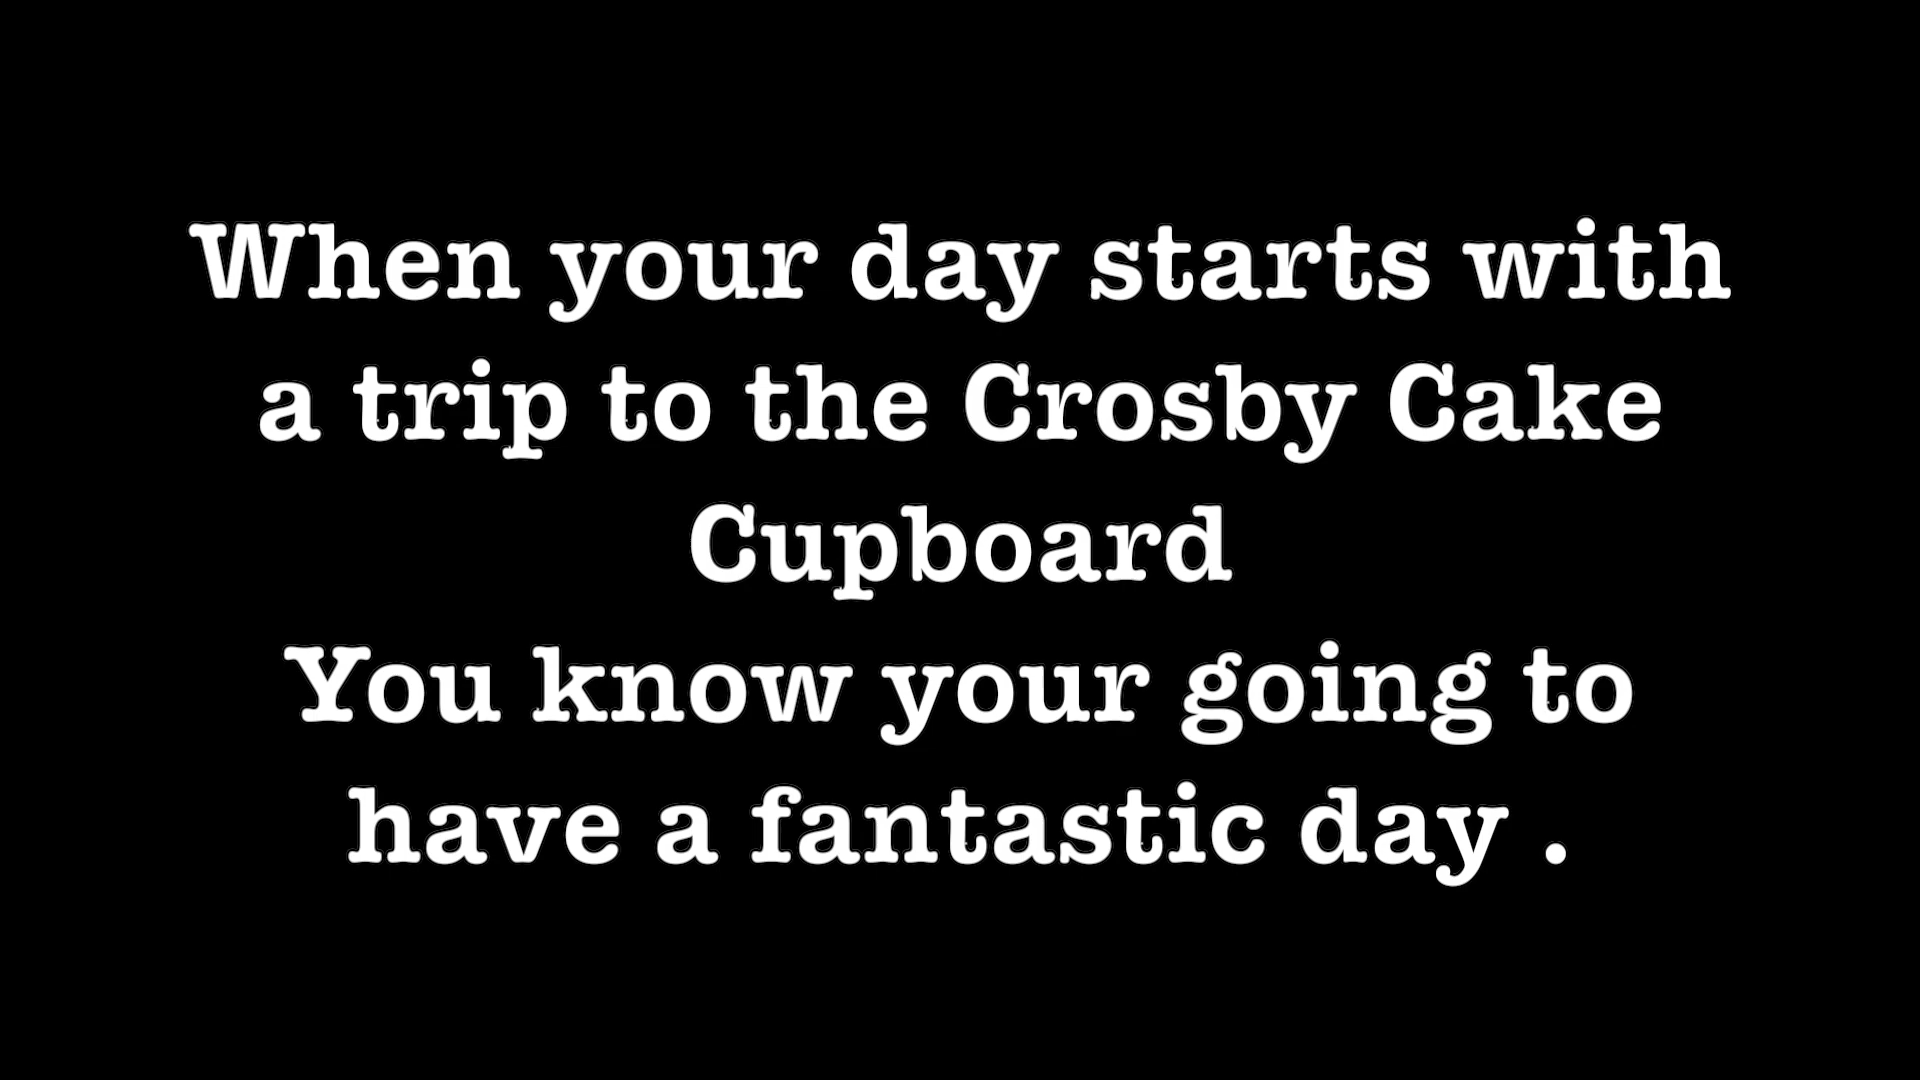 When your day starts with
a trip to the Crosby Cake
Cupboard
You know your going to
have a fantastic day .